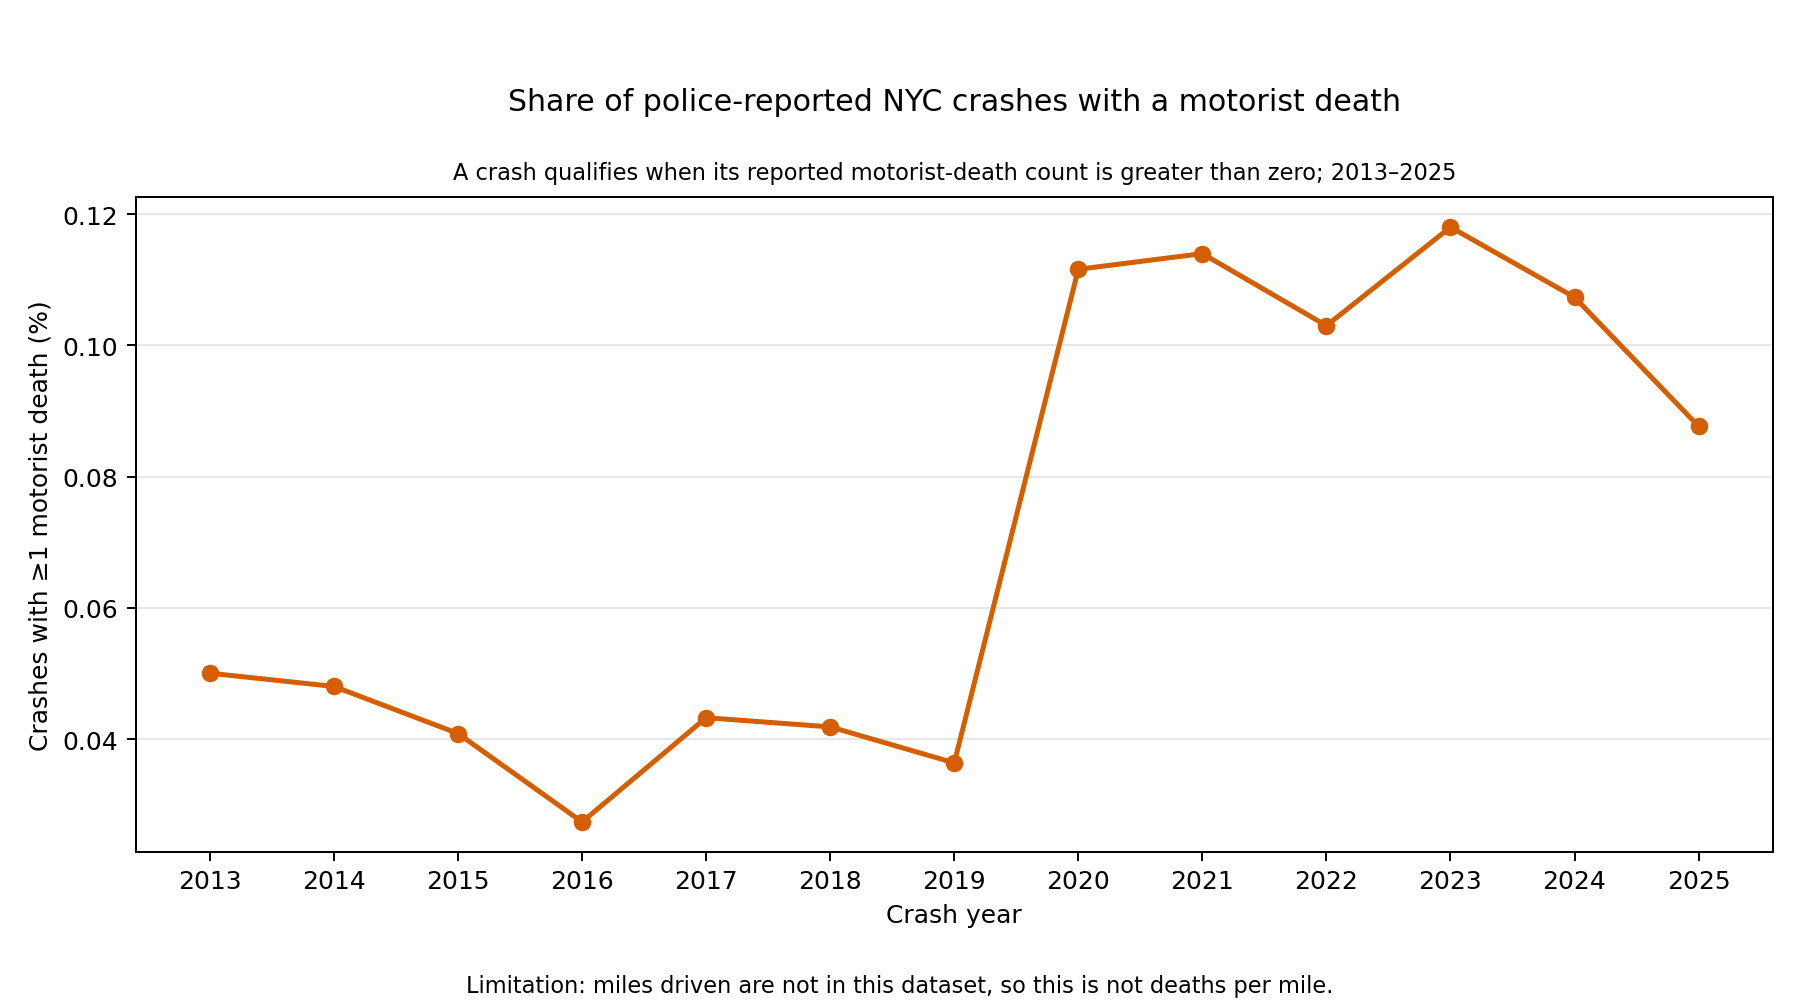 Share of police-reported NYC crashes with a motorist death
A crash qualifies when its reported motorist-death count is greater than zero; 2013–2025
Crashes with ≥1 motorist death (%)
0.12
0.10
0.08
0.06
0.04
2013 2014 2015 2016 2017 2018 2019 2020 2021 2022 2023 2024 2025
Crash year
Limitation: miles driven are not in this dataset, so this is not deaths per mile.